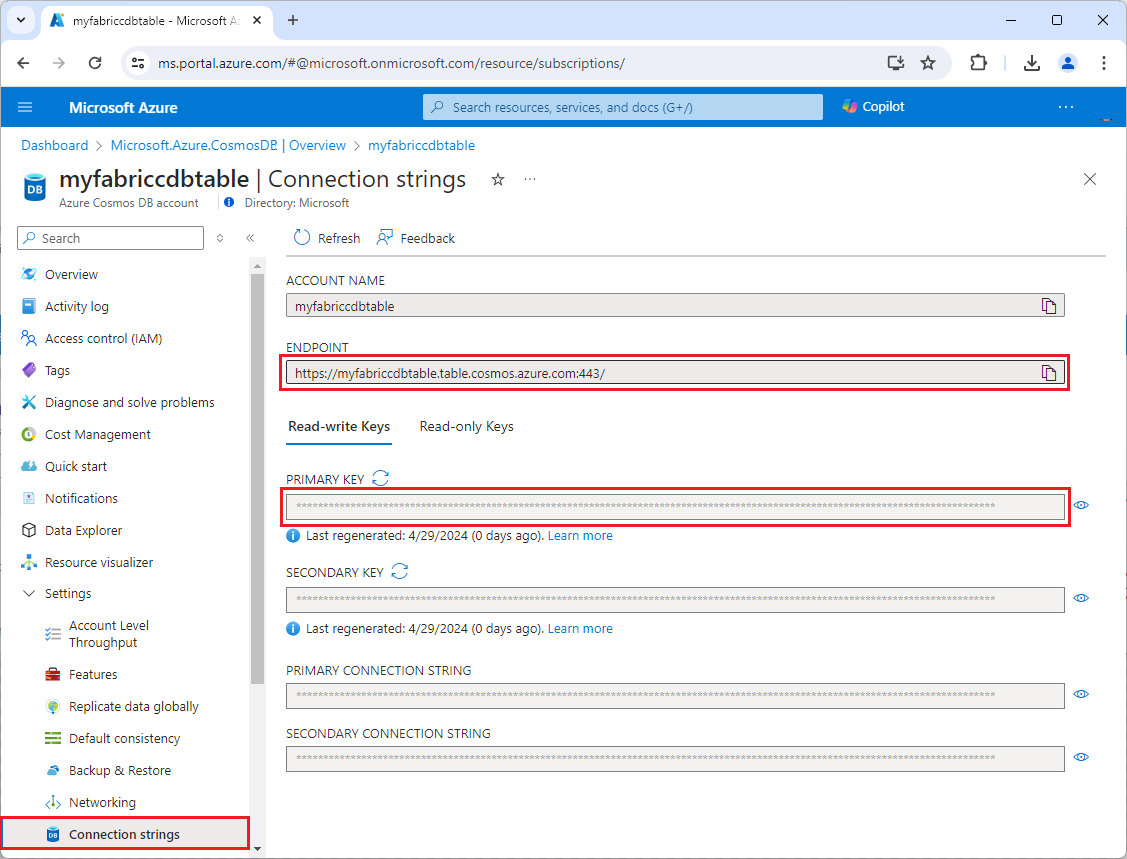 myfabriccdbtable - Microsoft A
ms.portal.azure.com/#@microsoft.onmicrosoft.com/resource/subscriptions/
Microsoft Azure
Search resources, services, and docs (G+/)
Copilot
Dashboard > Microsoft.Azure.CosmosDB | Overview > myfabriccdbtable
myfabriccdbtable | Connection strings
Azure Cosmos DB account
Directory: Microsoft
Search
Overview
Activity log
Access control (IAM)
Tags
Diagnose and solve problems
Cost Management
Quick start
Notifications
Data Explorer
Resource visualizer
Settings
Account Level
Throughput
Features
Replicate data globally
Default consistency
Backup & Restore
Networking
Connection strings
Refresh
Feedback
ACCOUNT NAME
myfabriccdbtable
ENDPOINT
https://myfabriccdbtable.table.cosmos.azure.com:443/
Read-write Keys
Read-only Keys
PRIMARY KEY
Last regenerated: 4/29/2024 (0 days ago). Learn more
SECONDARY KEY
Last regenerated: 4/29/2024 (0 days ago). Learn more
PRIMARY CONNECTION STRING
SECONDARY CONNECTION STRING